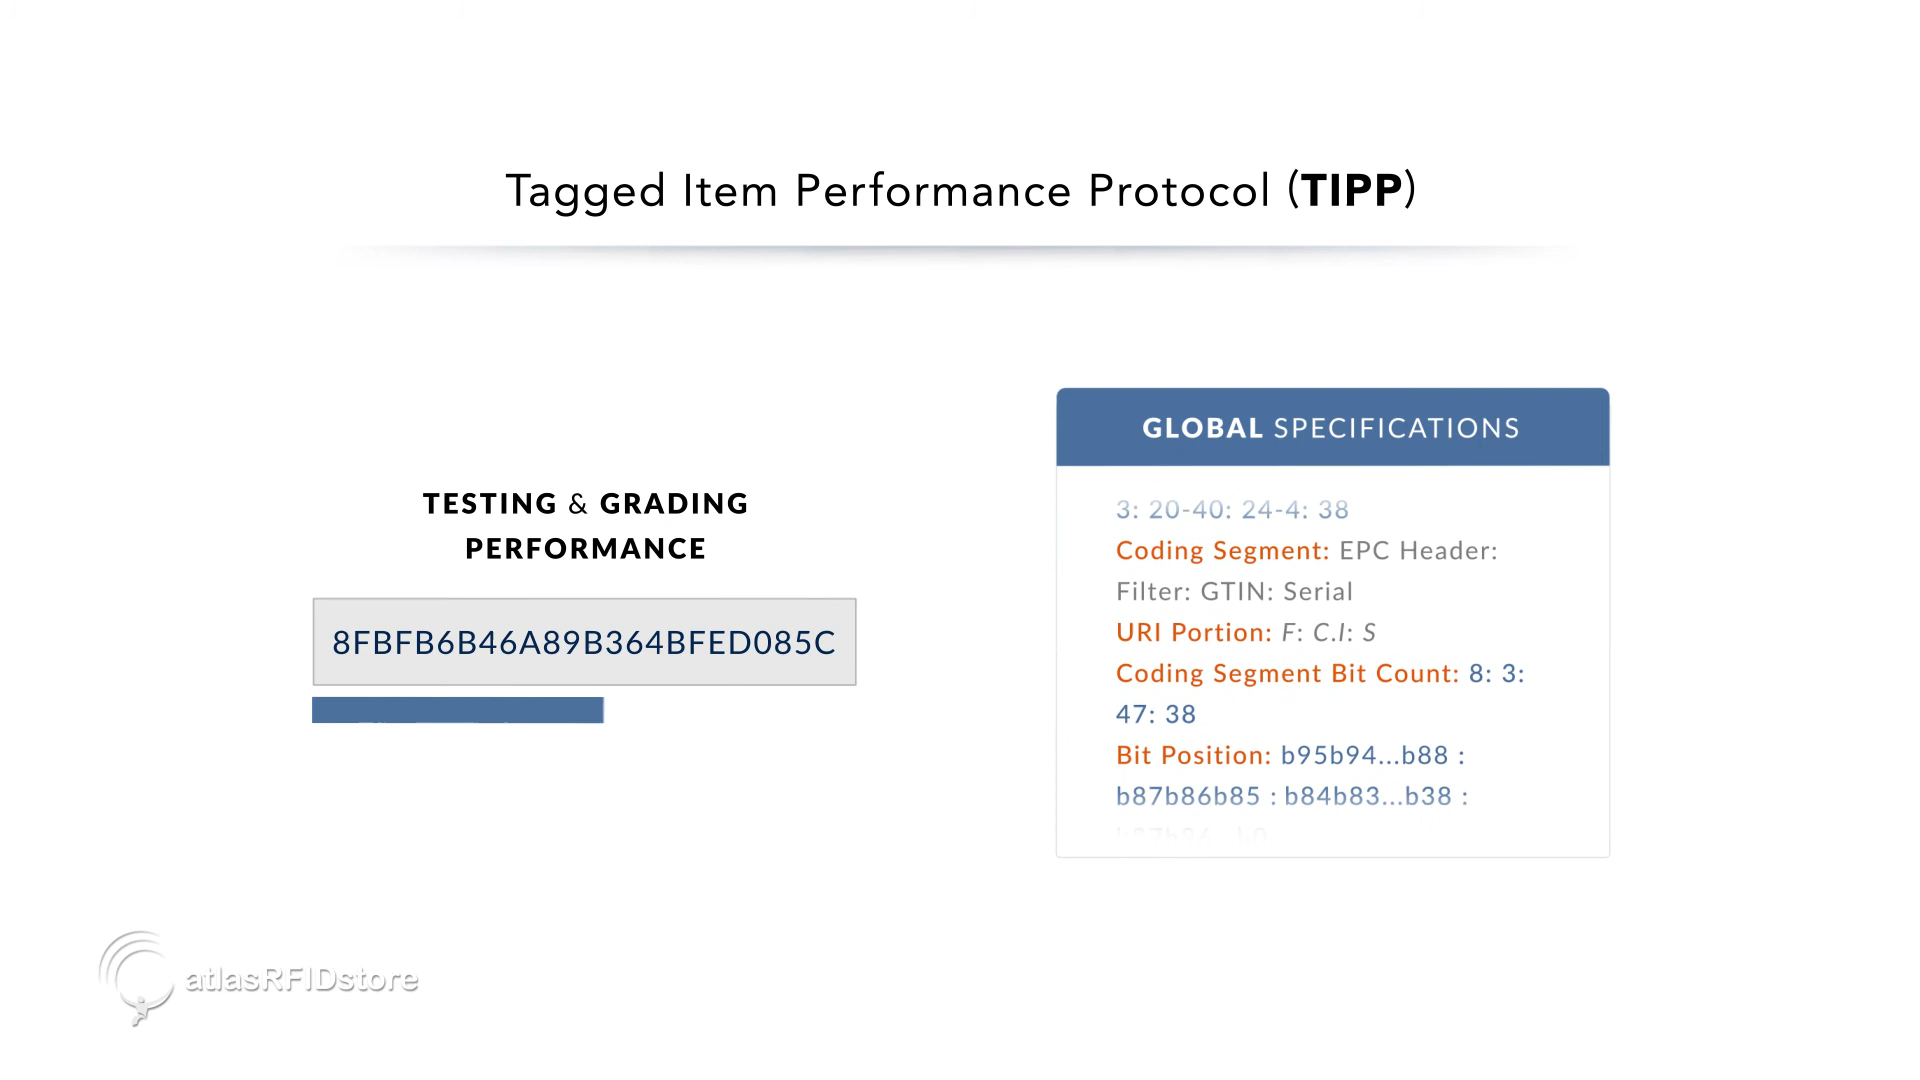 Tagged Item Performance Protocol (TIPP)
TESTING & GRADING
PERFORMANCE
8FBFB6B46A89B364BFED085C
GLOBAL SPECIFICATIONS
3: 20-40: 24-4: 38
Coding Segment: EPC Header:
Filter: GTIN: Serial
URI Portion: F: C.I: S
Coding Segment Bit Count: 8: 3:
47: 38
Bit Position: b95b94...b88 :
b87b86b85 : b84b83...b38 :
atlasRFIDstore